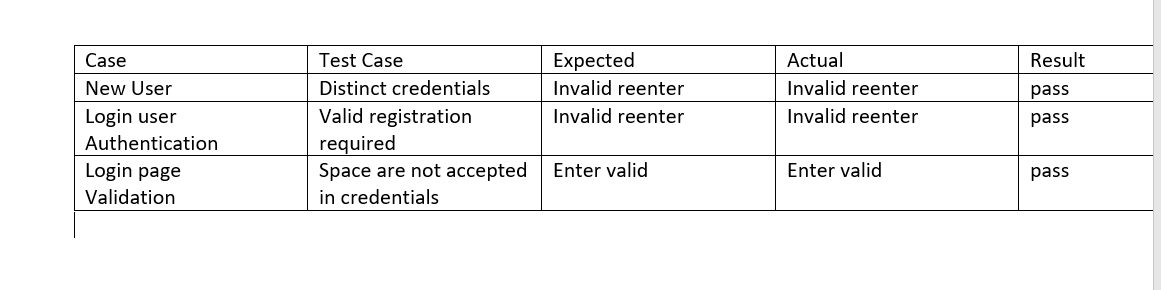 Case Test Case Expected Actual Result
New User Distinct credentials Invalid reenter Invalid reenter pass
Login user Valid registration Invalid reenter Invalid reenter pass
Authentication required
Login page Space are not accepted Enter valid Enter valid pass
Validation in credentials